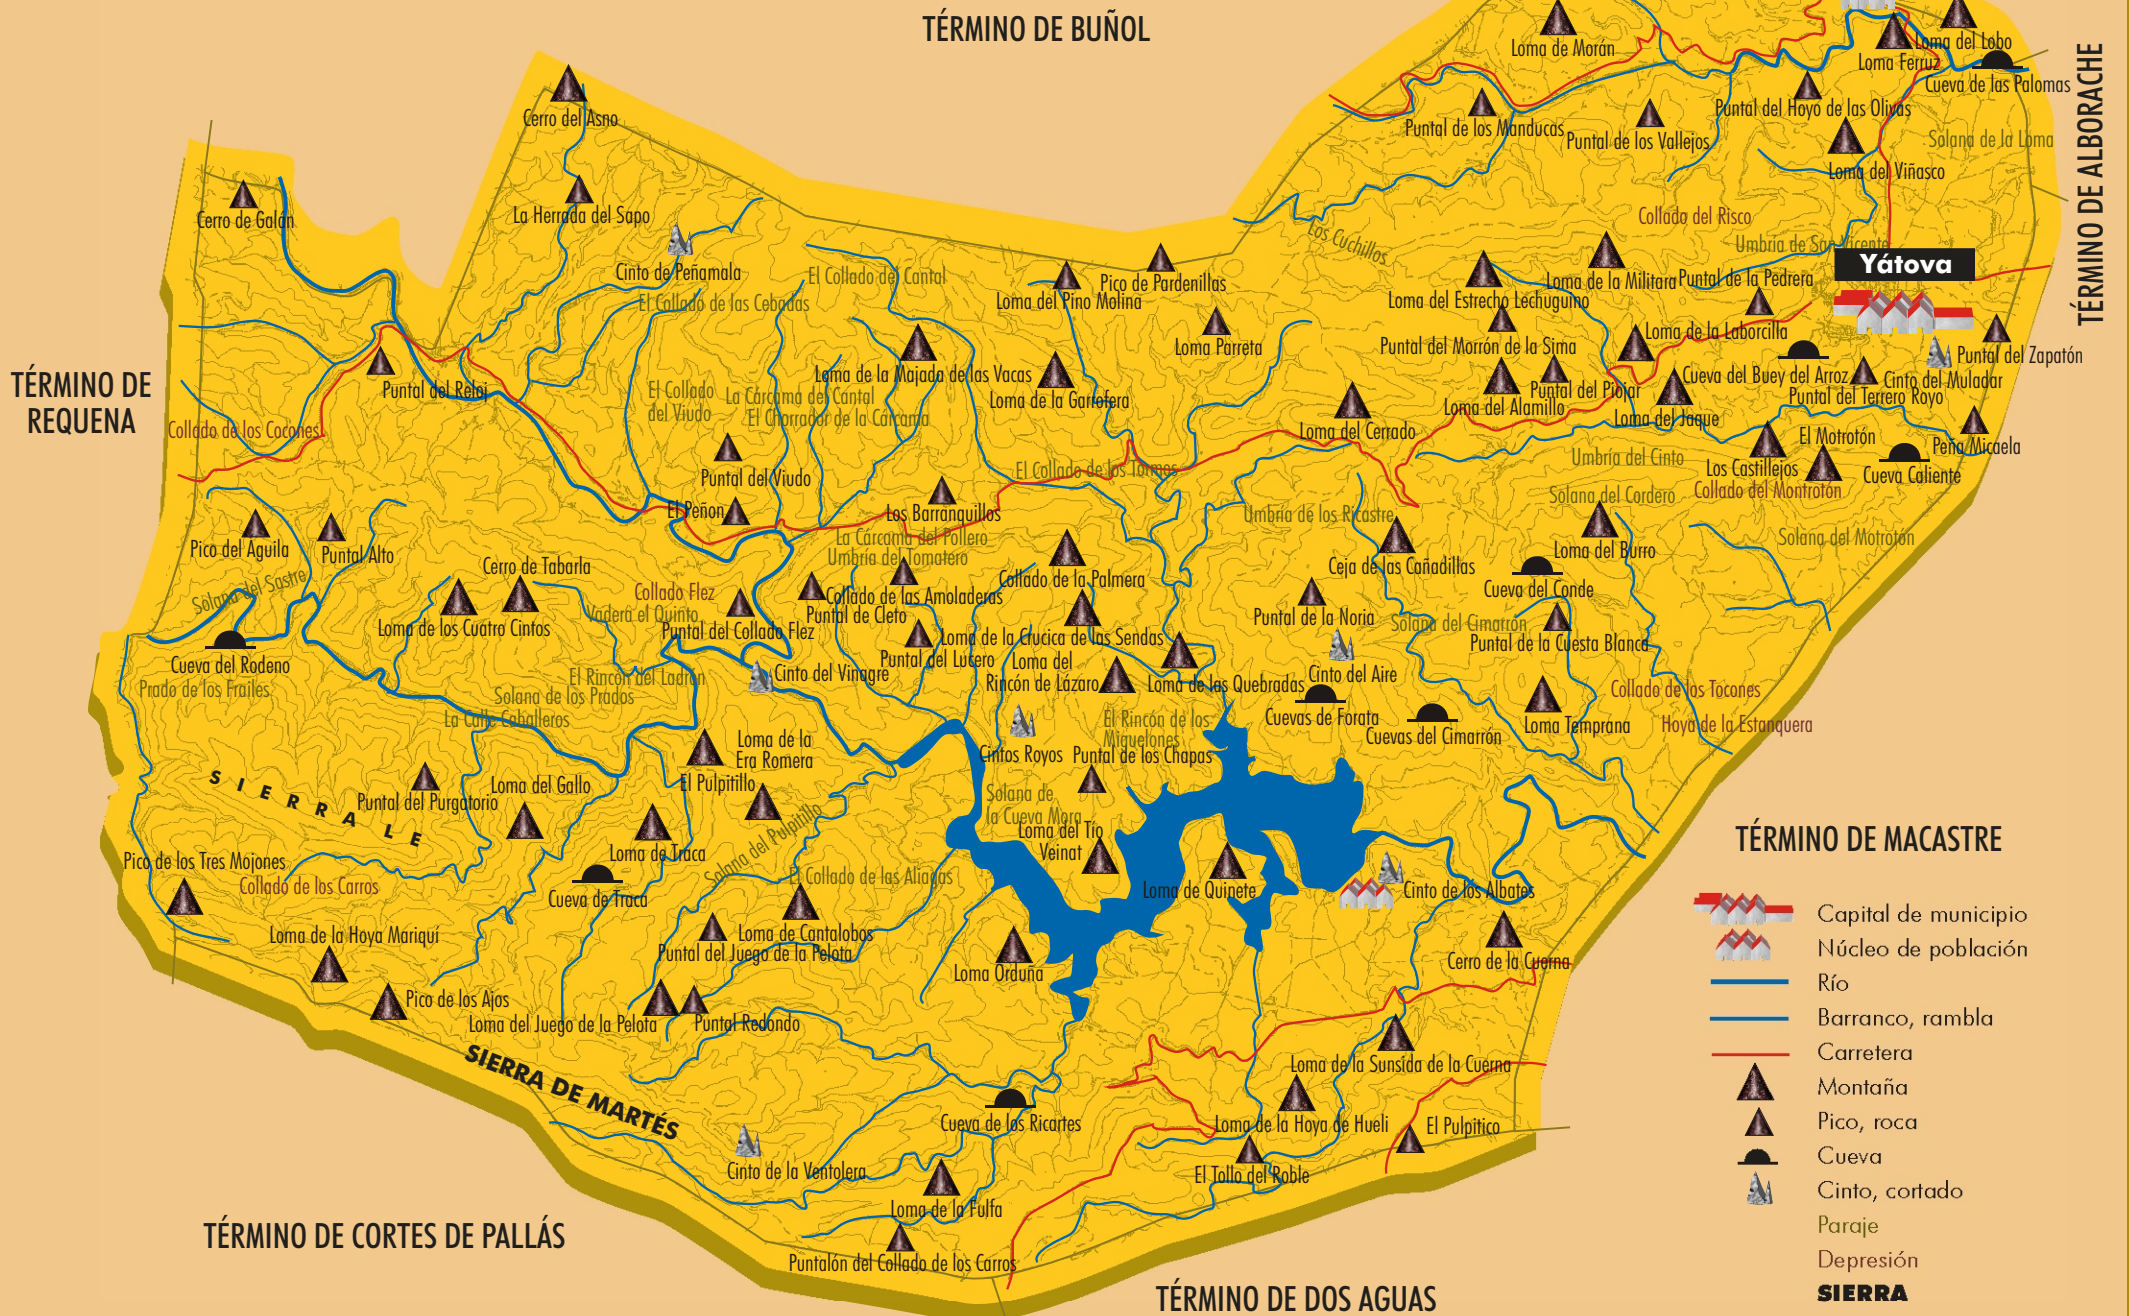 TÉRMINO DE BUÑOL
Loma de Morán
Loma del Lobo
Loma Ferruz
Cueva de las Palomas
TÉRMINO DE ALBORACHE
Cerro del Asno
Puntal de los Manducas
Puntal de los Vallejos
Puntal del Hoyo de las Olivas
Solana de la Loma
Loma del Viñasco
Cerro de Galán
La Herrada del Sapo
Collado del Risco
Los Cuchillos
Umbría de San Vicente
Yátova
Cinto de Peñamala
El Collado del Cantal
El Collado de las Cebadas
Pico de Pardenillas
Loma del Pino Molina
Loma del Estrecho Lechuguino
Loma de la Militara
Puntal de la Pedrera
Loma Parreta
Puntal del Morrón de la Sima
Loma de la Laborcilla
Puntal del Zapatón
TÉRMINO DE
REQUENA
Puntal del Reloj
El Collado
del Viudo
La Cárcama del Cantal
El Chorrador de la Cárcama
Loma de la Majada de las Vacas
Loma de la Garrofera
Cueva del Buey del Arroz
Cinto del Muladar
Puntal del Piojar
Puntal del Terrero Royo
Loma del Alamillo
Loma del Jaque
Collado de los Cocones
Loma del Cerrado
El Motrotón
Peña Micaela
Umbría del Cinto
Los Castillejos
Cueva Caliente
Puntal del Viudo
El Collado de los Tormos
Collado del Montrotón
Solana del Cordero
El Peñon
Los Barranquillos
Umbría de los Ricastre
Solana del Motrotón
Pico del Aguila
Puntal Alto
La Cárcama del Pollero
Umbría del Tomatero
Cerro de Tabarla
Collado de la Palmera
Ceja de las Cañadillas
Loma del Burro
Cueva del Conde
Solana del Sastre
Collado Flez
Vadera el Quinto
Collado de las Amoladeras
Puntal de Cleto
Loma de los Cuatro Cintos
Puntal del Collado Flez
Puntal de la Noria
Solana del Cimarrón
Puntal de la Cuesta Blanca
Loma de la Crucica de las Sendas
Cueva del Rodeno
Puntal del Lucero
Loma del
Rincón de Lázaro
Cinto del Vinagre
El Rincón del Ladrón
Loma de las Quebradas
Cinto del Aire
Prado de los Frailes
Solana de los Prados
Collado de los Tocones
La Calle Caballeros
El Rincón de los
Miquelones
Cuevas de Forata
Cuevas del Cimarrón
Loma Temprana
Hoya de la Estanquera
Loma de la
Era Romera
Cintos Royos
Puntal de los Chapas
SIERRA LE
Puntal del Purgatorio
Loma del Gallo
El Pulpitillo
Solana de
la Cueva Mora
Solana del Pulpitillo
Loma del Tío
Veinat
TÉRMINO DE MACASTRE
Loma de Traca
Pico de los Tres Mojones
Collado de los Carros
Cueva de Traca
El Collado de las Aliagas
Loma de Quinete
Cinto de los Albates
Capital de municipio
Loma de la Hoya Mariquí
Loma de Cantalobos
Puntal del Juego de la Pelota
Núcleo de población
Loma Orduña
Cerro de la Cuerna
Río
Pico de los Ajos
Loma del Juego de la Pelota
Puntal Redondo
Barranco, rambla
SIERRA DE MARTÉS
Loma de la Sunsida de la Cuerna
Carretera
Montaña
Cueva de los Ricartes
Loma de la Hoya de Hueli
El Pulpitico
Pico, roca
Cueva
Cinto de la Ventolera
El Tollo del Roble
Cinto, cortado
Loma de la Fulfa
Paraje
TÉRMINO DE CORTES DE PALLÁS
Puntalón del Collado de los Carros
Depresión
TÉRMINO DE DOS AGUAS
SIERRA